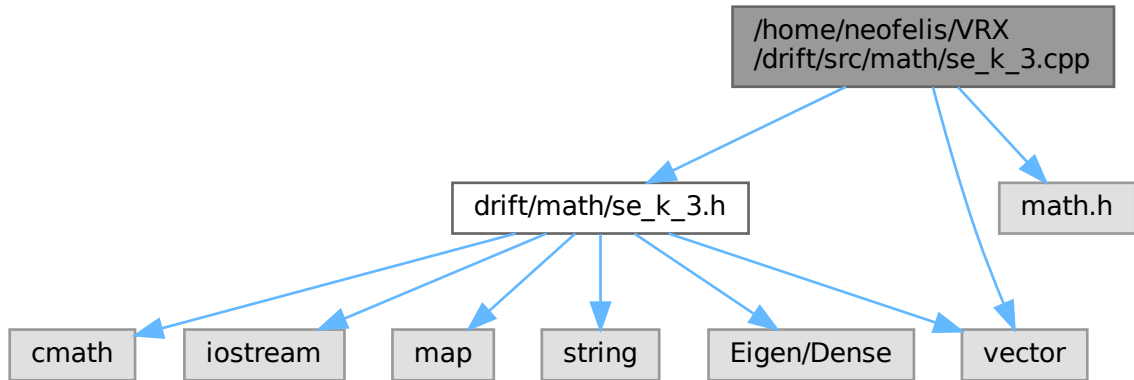 /home/neofelis/VRX
/drift/src/math/se_k_3.cpp
drift/math/se_k_3.h
math.h
cmath
iostream
map
string
Eigen/Dense
vector